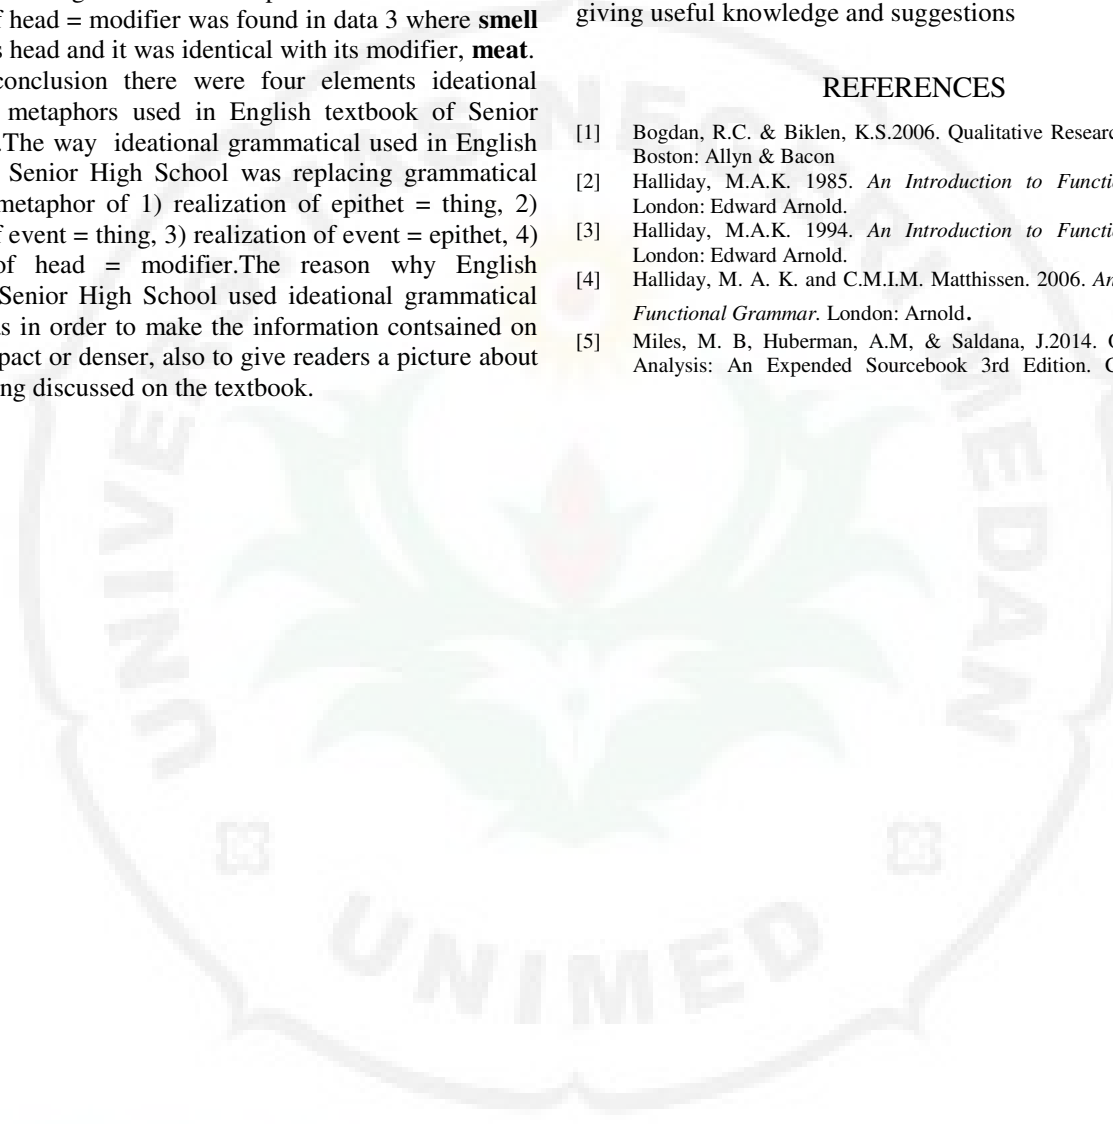 f head = modifier was found in data 3 where smell
s head and it was identical with its modifier, meat.
conclusion there were four elements ideational
metaphors used in English textbook of Senior
.The way ideational grammatical used in English
Senior High School was replacing grammatical
metaphor of 1) realization of epithet = thing, 2)
f event = thing, 3) realization of event = epithet, 4)
of head = modifier.The reason why English
Senior High School used ideational grammatical
s in order to make the information contsained on
pact or denser, also to give readers a picture about
ng discussed on the textbook.
giving useful knowledge and suggestions
REFERENCES
[1] Bogdan, R.C. & Biklen, K.S.2006. Qualitative Researc
Boston: Allyn & Bacon
[2] Halliday, M.A.K. 1985. An Introduction to Functi
London: Edward Arnold.
[3] Halliday, M.A.K. 1994. An Introduction to Functi
London: Edward Arnold.
[4] Halliday, M. A. K. and C.M.I.M. Matthissen. 2006. An
Functional Grammar. London: Arnold.
[5] Miles, M. B, Huberman, A.M, & Saldana, J.2014.
Analysis: An Expended Sourcebook 3rd Edition.
UNIVERSITAS NEGERI MEDAN
UNIMED